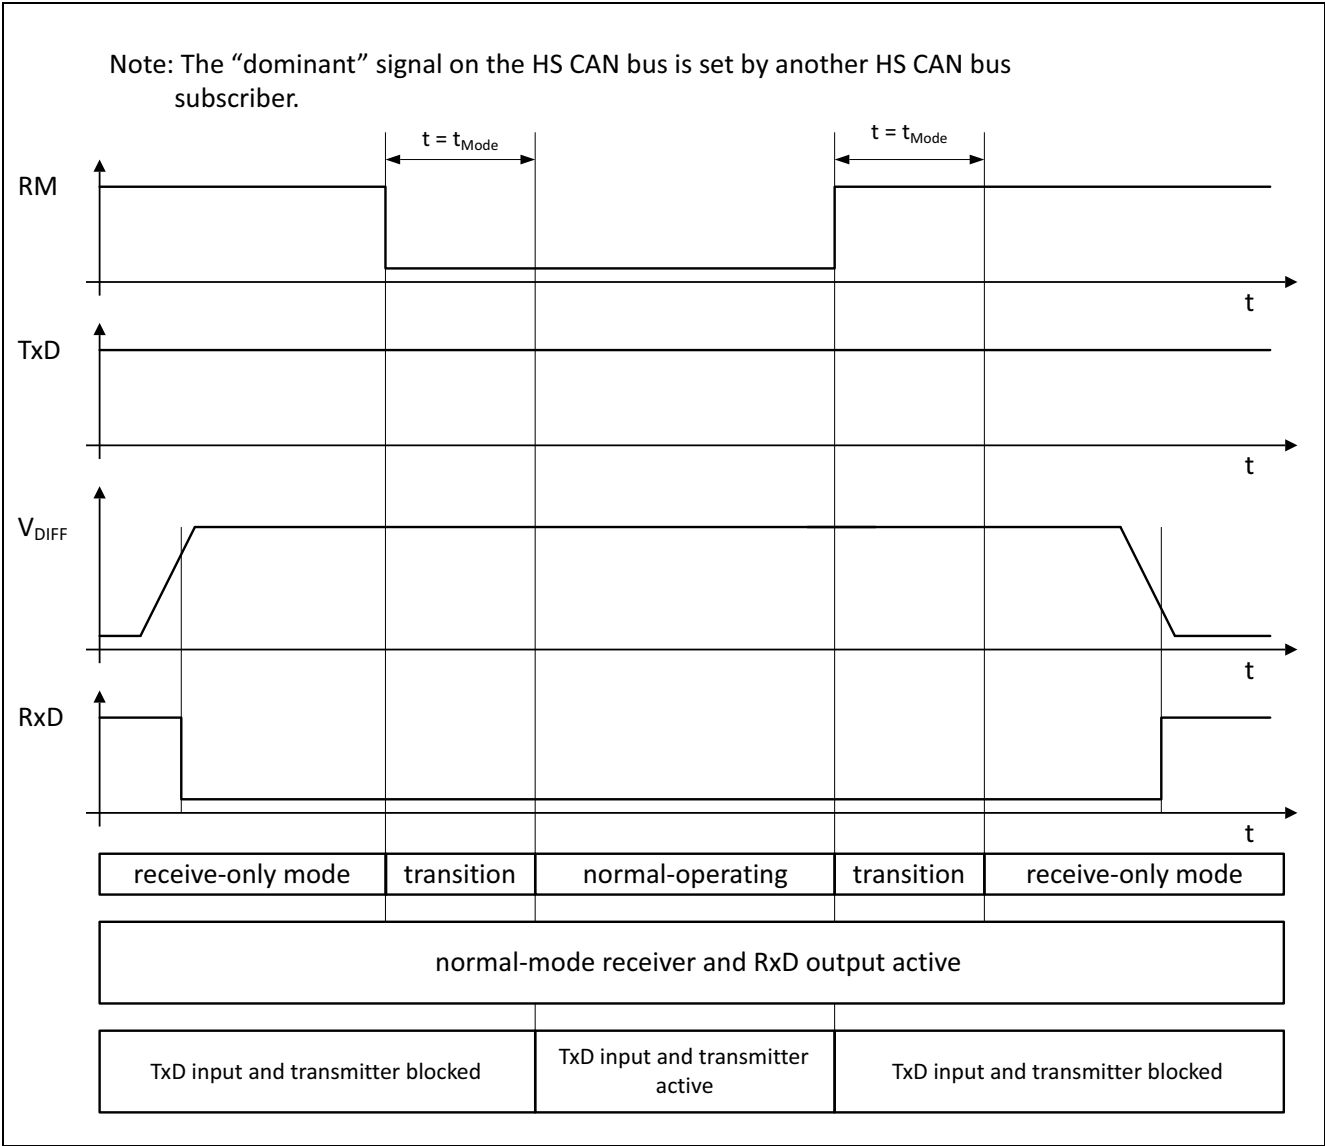 Note: The “dominant” signal on the HS CAN bus is set by another HS CAN bus
subscriber.
t = tMode
t = tMode
RM
t
TxD
t
VDIFF
t
RxD
t
receive-only mode
transition
normal-operating
transition
receive-only mode
normal-mode receiver and RxD output active
TxD input and transmitter blocked
TxD input and transmitter
active
TxD input and transmitter blocked